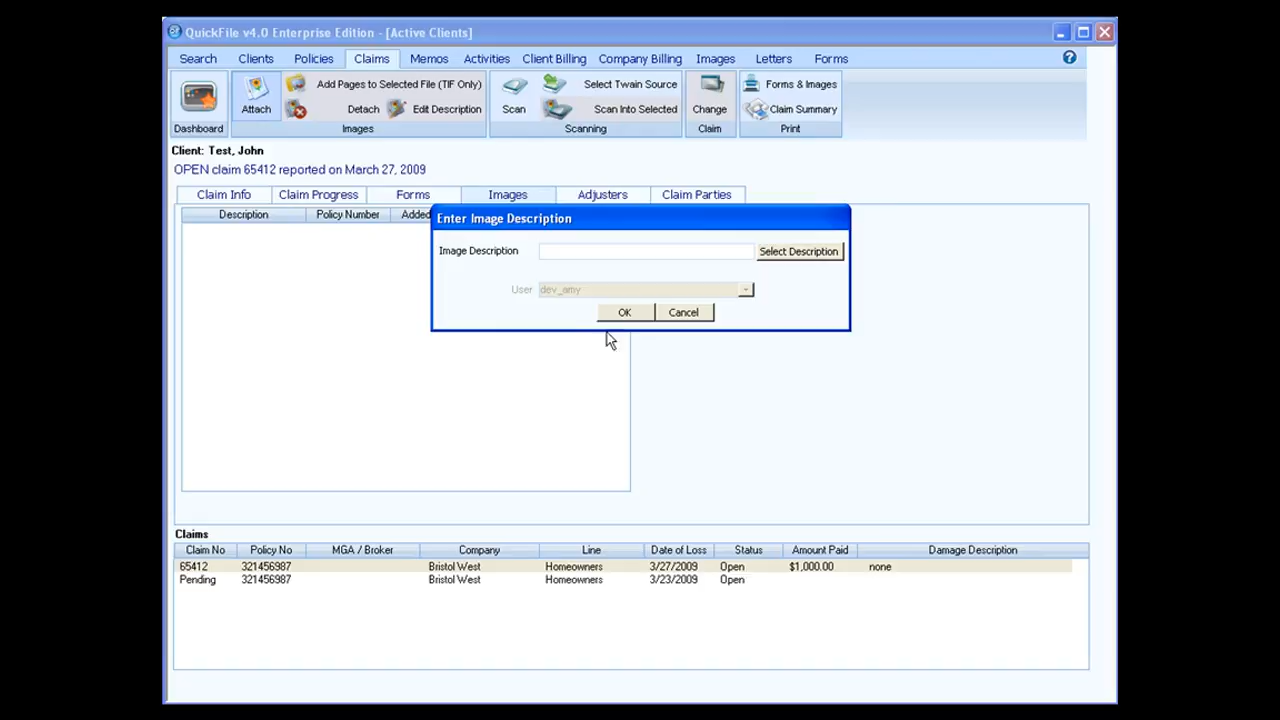 QuickFile v4.0 Enterprise Edition - [Active Clients]
Search Clients Policies Claims Memos Activities Client Billing Company Billing Images Letters Forms
Attach Add Pages to Selected File (TIF Only) Select Twain Source Forms & Images
Detach Edit Description Scan Scan Into Selected Change Claim Summary
Dashboard Images Scanning Claim Print
Client: Test, John
OPEN claim 65412 reported on March 27, 2009
Claim Info Claim Progress Forms Images Adjusters Claim Parties
Description Policy Number Added
Enter Image Description
Image Description Select Description
User dev_amy
OK Cancel
Claims
Claim No Policy No MGA / Broker Company Line Date of Loss Status Amount Paid Damage Description
65412 321456987 Bristol West Homeowners 3/27/2009 Open $1,000.00 none
Pending 321456987 Bristol West Homeowners 3/23/2009 Open